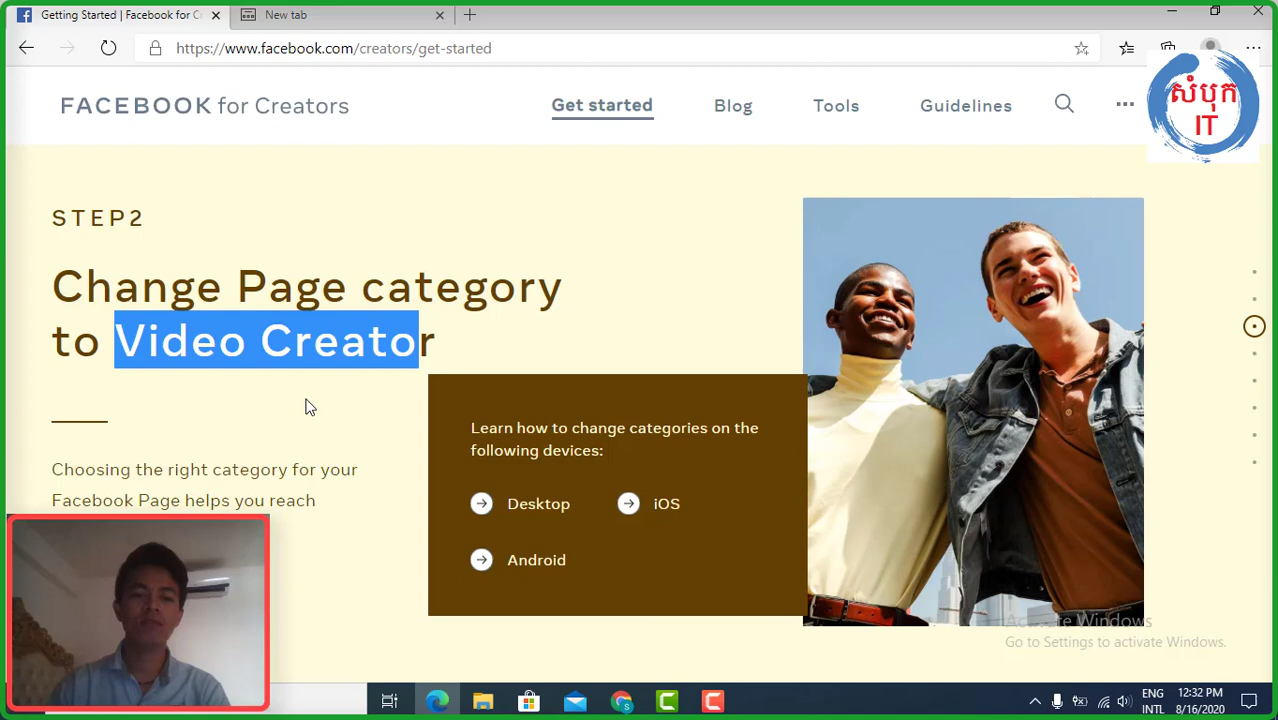 Getting Started | Facebook for C
New tab
https://www.facebook.com/creators/get-started
FACEBOOK for Creators
Get started
Blog
Tools
Guidelines
សំបុក
IT
STEP2
Change Page category
to Video Creator
Learn how to change categories on the
following devices:
Desktop
iOS
Android
Choosing the right category for your
Facebook Page helps you reach
Activate Windows
Go to Settings to activate Windows.
ENG
INTL
12:32 PM
8/16/2020